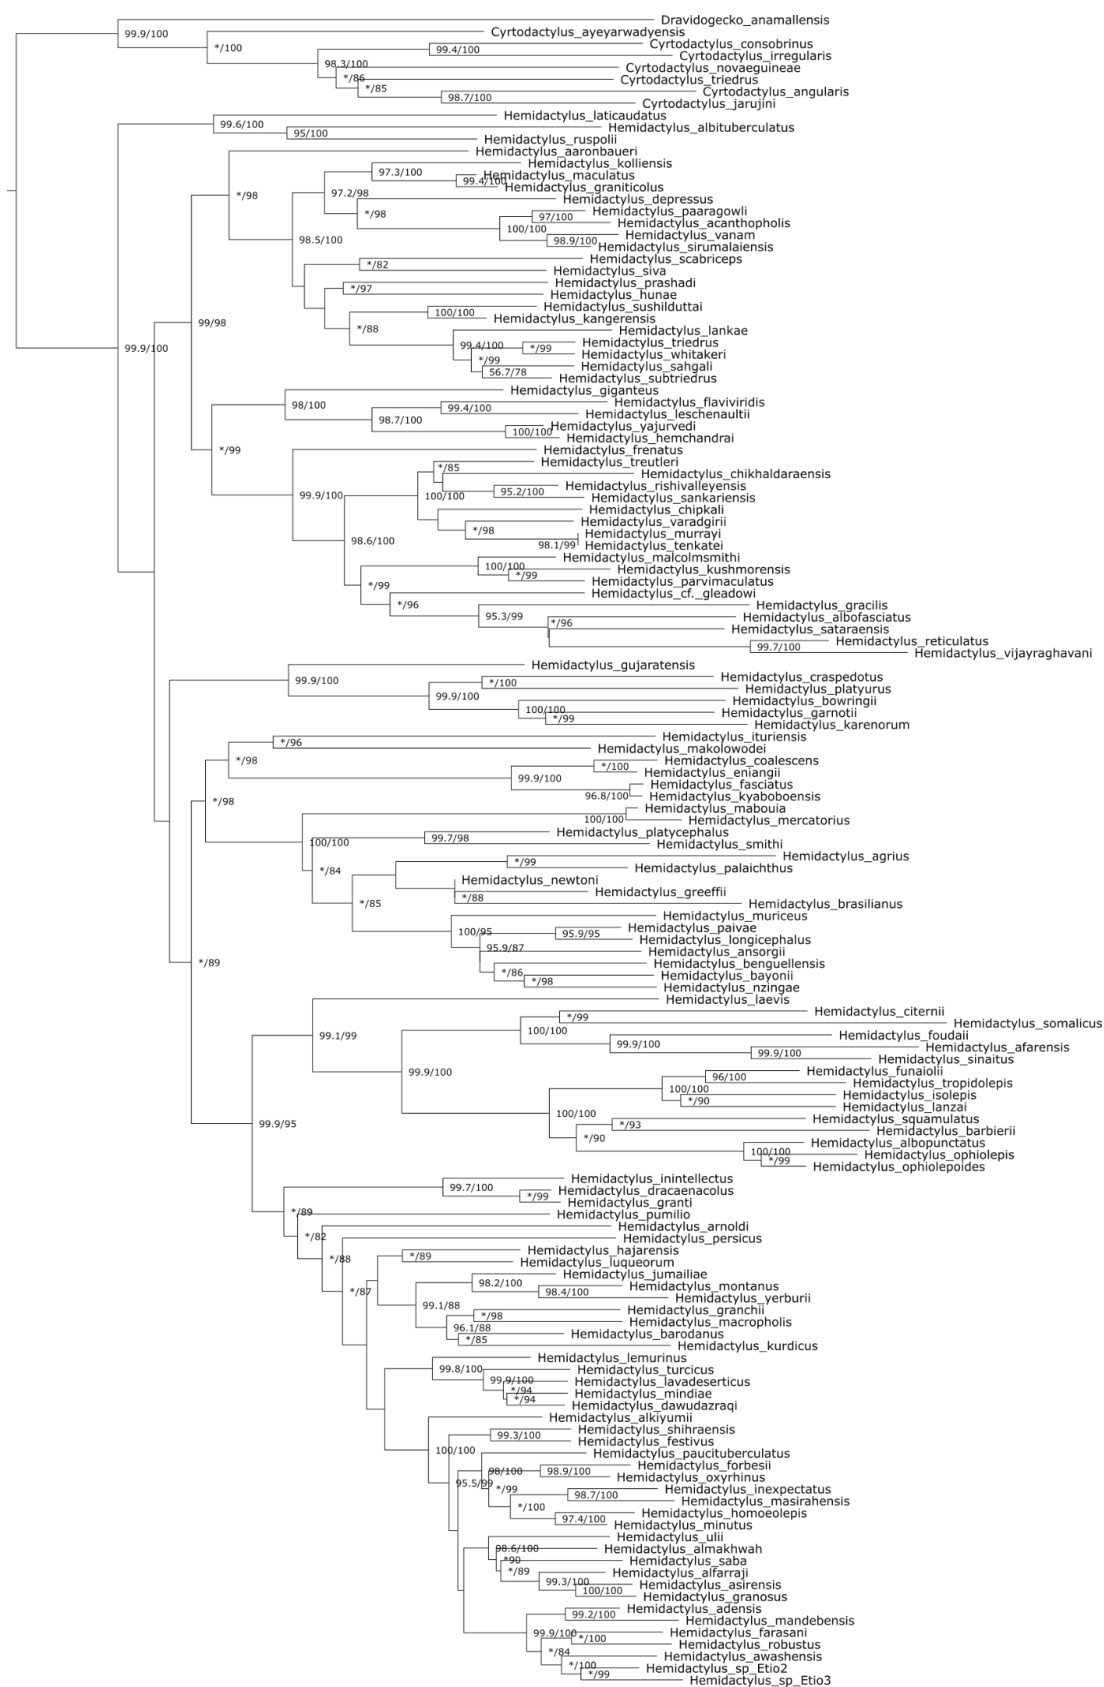 Dravidogecko_anamallensis
99.9/100
Cyrtodactylus_ayeyarwadyensis
*/100
Cyrtodactylus_consobrinus
99.4/100
Cyrtodactylus_irregularis
98.3/100
Cyrtodactylus_novaeguineae
*/86
Cyrtodactylus_triedrus
*/85
Cyrtodactylus_angularis
98.7/100
Cyrtodactylus_jarujini
Hemidactylus_laticaudatus
99.6/100
Hemidactylus_albituberculatus
95/100
Hemidactylus_ruspolii
Hemidactylus_aaronbaueri
Hemidactylus_kolliensis
97.3/100
Hemidactylus_maculatus
99.4/100
Hemidactylus_graniticolus
*/98
97.2/98
Hemidactylus_depressus
Hemidactylus_paaragowli
*/98
97/100
Hemidactylus_acanthopholis
100/100
Hemidactylus_vanam
98.5/100
98.9/100
Hemidactylus_sirumalaiensis
Hemidactylus_scabriceps
*/82
Hemidactylus_siva
Hemidactylus_prashadi
*/97
Hemidactylus_hunae
Hemidactylus_sushilduttai
100/100
Hemidactylus_kangerensis
99/98
*/88
Hemidactylus_lankae
Hemidactylus_triedrus
99.4/100
*/99
99.9/100
Hemidactylus_whitakeri
*/99
Hemidactylus_sahgali
56.7/78
Hemidactylus_subtriedrus
Hemidactylus_giganteus
98/100
Hemidactylus_flaviviridis
99.4/100
Hemidactylus_leschenaultii
98.7/100
Hemidactylus_yajurvedi
100/100
Hemidactylus_hemchandrai
*/99
Hemidactylus_frenatus
Hemidactylus_treutleri
*/85
Hemidactylus_chikhaldaraensis
Hemidactylus_rishivalleyensis
99.9/100
100/100
95.2/100
Hemidactylus_sankariensis
Hemidactylus_chipkali
Hemidactylus_varadgirii
*/98
Hemidactylus_murrayi
98.6/100
98.1/99
Hemidactylus_tenkatei
Hemidactylus_malcolmsmithi
100/100
Hemidactylus_kushmorensis
*/99
Hemidactylus_parvimaculatus
*/99
Hemidactylus_cf._gleadowi
*/96
Hemidactylus_gracilis
95.3/99
Hemidactylus_albofasciatus
*/96
Hemidactylus_sataraensis
Hemidactylus_reticulatus
99.7/100
Hemidactylus_vijayraghavani
Hemidactylus_gujaratensis
99.9/100
Hemidactylus_craspedotus
*/100
Hemidactylus_platyurus
99.9/100
Hemidactylus_bowringii
100/100
Hemidactylus_garnotii
*/99
Hemidactylus_karenorum
Hemidactylus_ituriensis
*/96
Hemidactylus_makolowodei
*/98
Hemidactylus_coalescens
*/100
Hemidactylus_eniangii
99.9/100
Hemidactylus_fasciatus
96.8/100
Hemidactylus_kyaboboensis
*/98
Hemidactylus_mabouia
100/100
Hemidactylus_mercatorius
Hemidactylus_platycephalus
100/100
99.7/98
Hemidactylus_smithi
Hemidactylus_agrius
*/99
Hemidactylus_palaichthus
*/84
Hemidactylus_newtoni
Hemidactylus_greeffii
*/88
Hemidactylus_brasilianus
*/85
Hemidactylus_muriceus
Hemidactylus_paivae
100/95
95.9/95
Hemidactylus_longicephalus
95.9/87
Hemidactylus_ansorgii
*/89
Hemidactylus_benguellensis
*/86
Hemidactylus_bayonii
*/98
Hemidactylus_nzingae
Hemidactylus_laevis
Hemidactylus_citernii
*/99
Hemidactylus_somalicus
99.1/99
100/100
Hemidactylus_foudaii
99.9/100
Hemidactylus_afarensis
99.9/100
Hemidactylus_sinaitus
99.9/100
Hemidactylus_funaiolii
96/100
Hemidactylus_tropidolepis
100/100
Hemidactylus_isolepis
*/90
Hemidactylus_lanzai
100/100
Hemidactylus_squamulatus
99.9/95
*/93
Hemidactylus_barbierii
*/90
Hemidactylus_albopunctatus
100/100
Hemidactylus_ophiolepis
*/99
Hemidactylus_ophiolepoides
Hemidactylus_inintellectus
99.7/100
Hemidactylus_dracaenacolus
*/99
Hemidactylus_granti
*/89
Hemidactylus_pumilio
Hemidactylus_arnoldi
*/82
Hemidactylus_persicus
Hemidactylus_hajarensis
*/88
*/89
Hemidactylus_luqueorum
Hemidactylus_jumailiae
98.2/100
Hemidactylus_montanus
*/87
98.4/100
Hemidactylus_yerburii
99.1/88
Hemidactylus_granchii
*/98
Hemidactylus_macropholis
96.1/88
Hemidactylus_barodanus
*/85
Hemidactylus_kurdicus
Hemidactylus_lemurinus
99.8/100
Hemidactylus_turcicus
99.9/100
Hemidactylus_lavadeserticus
*/94
Hemidactylus_mindiae
*/94
Hemidactylus_dawudazraqi
Hemidactylus_alkiyumii
Hemidactylus_shihraensis
99.3/100
Hemidactylus_festivus
100/100
Hemidactylus_paucituberculatus
Hemidactylus_forbesii
98/100
98.9/100
Hemidactylus_oxyrhinus
95.5/99
*/99
Hemidactylus_inexpectatus
98.7/100
Hemidactylus_masirahensis
*/100
Hemidactylus_homoeolepis
97.4/100
Hemidactylus_minutus
Hemidactylus_ulii
98.6/100
Hemidactylus_almakhwah
*90
Hemidactylus_saba
*/89
Hemidactylus_alfarraji
99.3/100
Hemidactylus_asirensis
100/100
Hemidactylus_granosus
Hemidactylus_adensis
99.2/100
Hemidactylus_mandebensis
99.9/100
Hemidactylus_farasani
*/100
Hemidactylus_robustus
*/84
Hemidactylus_awashensis
*/100
Hemidactylus_sp_Etio2
*/99
Hemidactylus_sp_Etio3